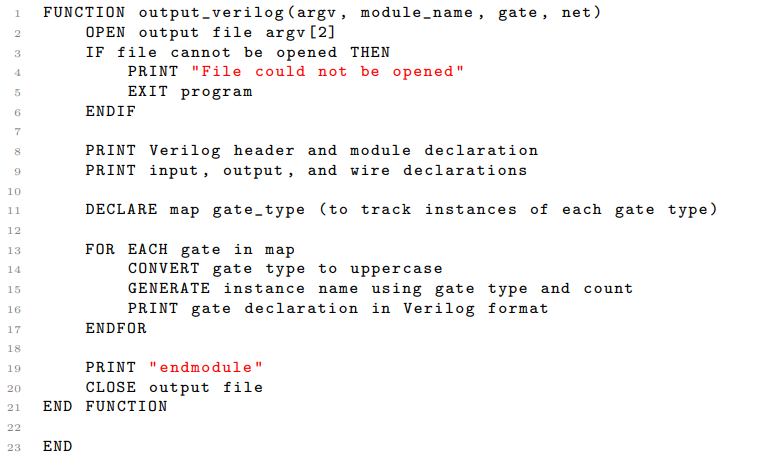 1 FUNCTION output_verilog(argv, module_name, gate, net)
2 OPEN output file argv[2]
3 IF file cannot be opened THEN
4 PRINT "File could not be opened"
5 EXIT program
6 ENDIF
7
8 PRINT Verilog header and module declaration
9 PRINT input, output, and wire declarations
10
11 DECLARE map gate_type (to track instances of each gate type)
12
13 FOR EACH gate in map
14 CONVERT gate type to uppercase
15 GENERATE instance name using gate type and count
16 PRINT gate declaration in Verilog format
17 ENDFOR
18
19 PRINT "endmodule"
20 CLOSE output file
21 END FUNCTION
22
23 END